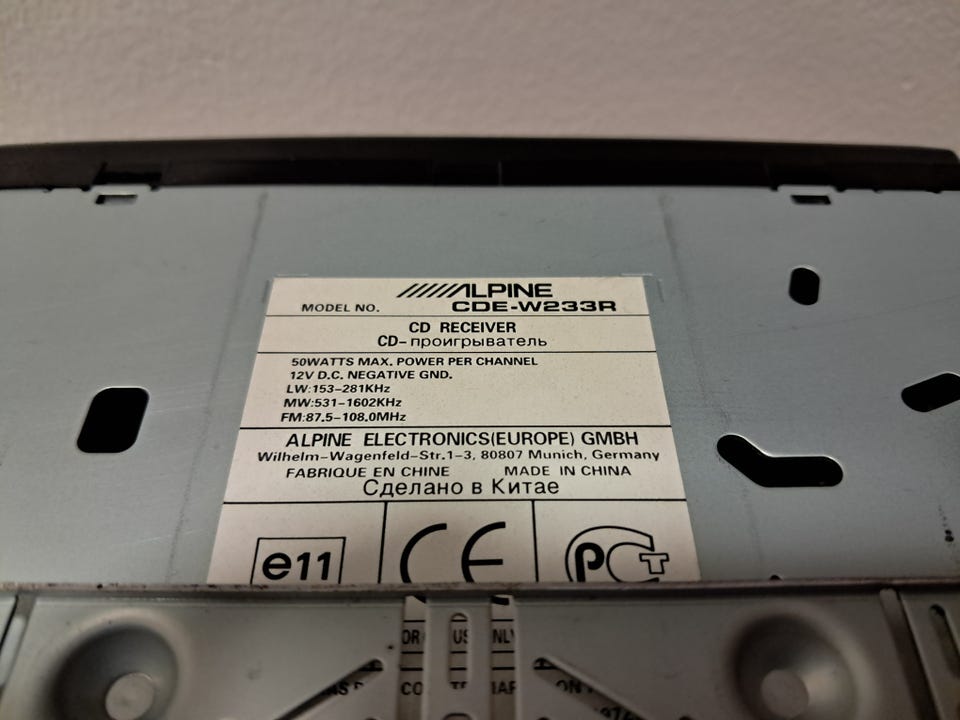 ALPINE
MODEL NO. CDE-W233R
CD RECEIVER
CD-проигрыватель
50WATTS MAX. POWER PER CHANNEL
12V D.C. NEGATIVE GND.
LW:153-281KHz
MW:531-1602KHz
FM:87.5-108.0MHz
ALPINE ELECTRONICS(EUROPE) GMBH
Wilhelm-Wagenfeld-Str.1-3, 80807 Munich, Germany
FABRIQUE EN CHINE MADE IN CHINA
Сделано в Китае
e11 CE PCT